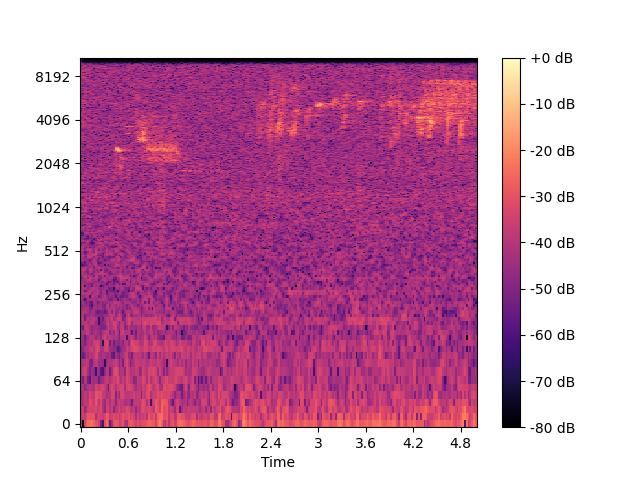 8192
4096
2048
1024
512
256
128
64
0
Hz
0 0.6 1.2 1.8 2.4 3 3.6 4.2 4.8
Time
+0 dB
-10 dB
-20 dB
-30 dB
-40 dB
-50 dB
-60 dB
-70 dB
-80 dB